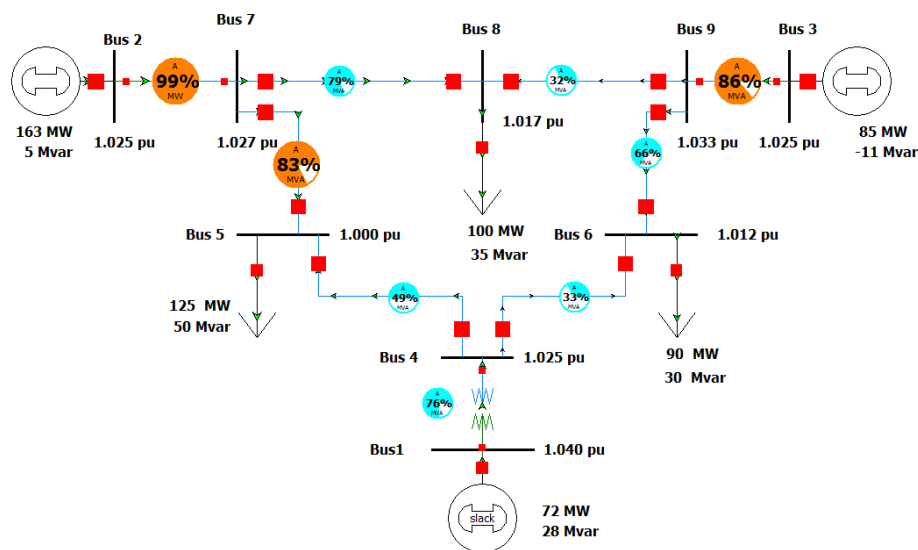 Bus 2
Bus 7
Bus 8
Bus 9
Bus 3
A
99%
MW
A
79%
MVA
A
32%
MVA
A
86%
MVA
163 MW
5 Mvar
1.025 pu
1.027 pu
1.017 pu
1.033 pu
1.025 pu
85 MW
-11 Mvar
A
83%
MVA
A
66%
MVA
Bus 5
1.000 pu
100 MW
35 Mvar
Bus 6
1.012 pu
125 MW
50 Mvar
A
49%
MVA
A
33%
MVA
Bus 4
1.025 pu
90 MW
30 Mvar
A
76%
MVA
Bus1
1.040 pu
slack
72 MW
28 Mvar